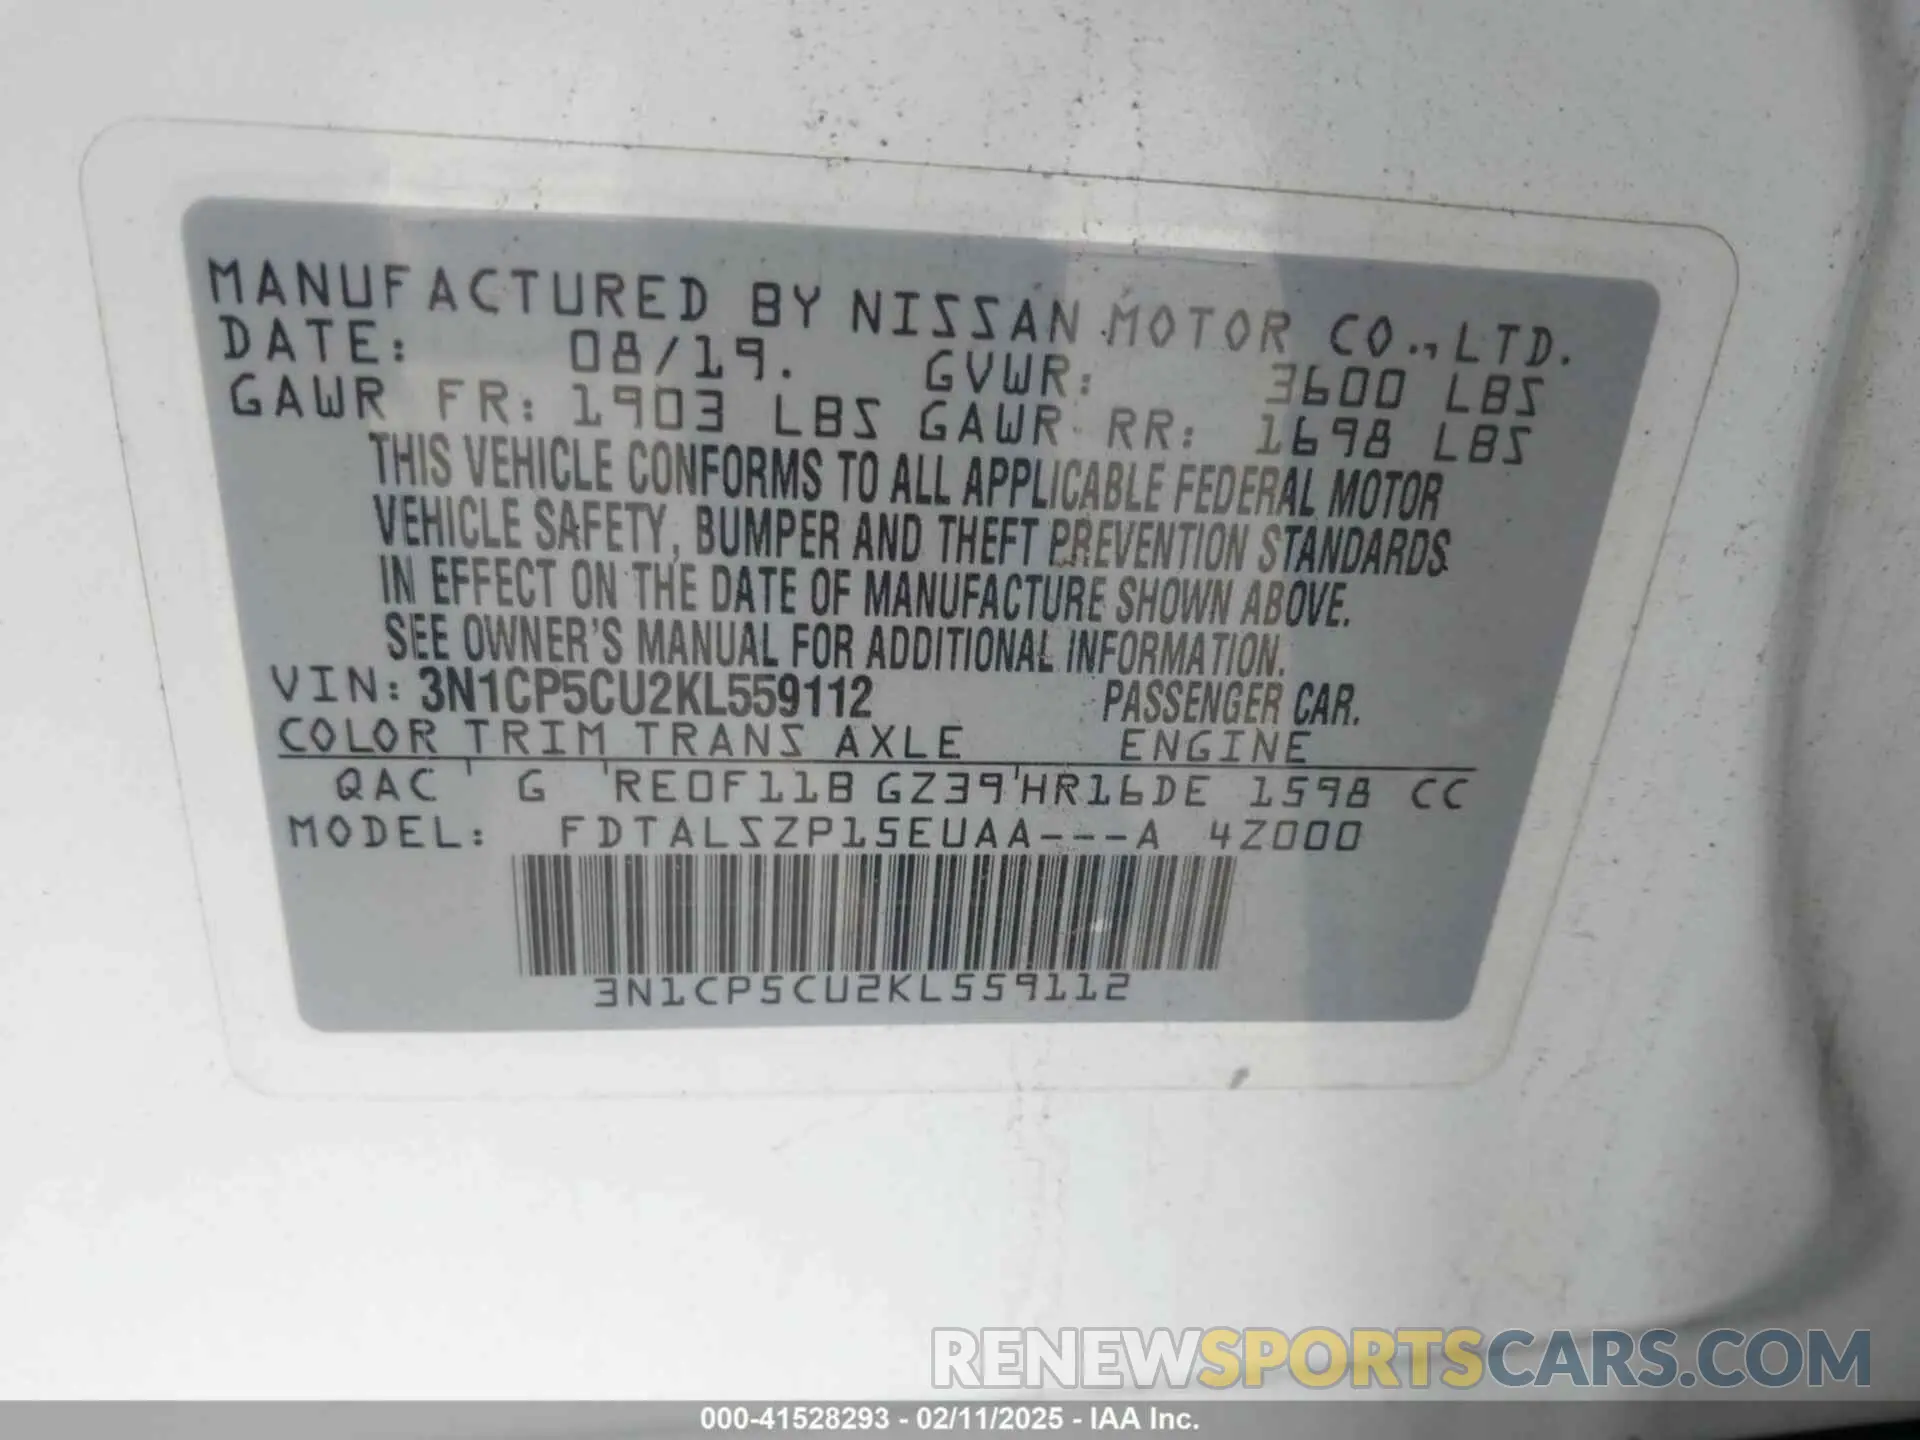 MANUFACTURED BY NISSAN MOTOR CO.,LTD.
DATE: 08/19. GVWR: 3600 LBS
GAWR FR: 1903 LBS GAWR RR: 1698 LBS
THIS VEHICLE CONFORMS TO ALL APPLICABLE FEDERAL MOTOR
VEHICLE SAFETY, BUMPER AND THEFT PREVENTION STANDARDS
IN EFFECT ON THE DATE OF MANUFACTURE SHOWN ABOVE.
SEE OWNER'S MANUAL FOR ADDITIONAL INFORMATION.
VIN: 3N1CP5CU2KL559112 PASSENGER CAR.
COLOR TRIM TRANS AXLE ENGINE
QAC ' G 'RE0F11B GZ39'HR16DE 1598 CC
MODEL: FDTALSZP15EUAA---A 4Z000
3N1CP5CU2KL559112
RENEWSPORTSCARS.COM
000-41528293 - 02/11/2025 - IAA Inc.